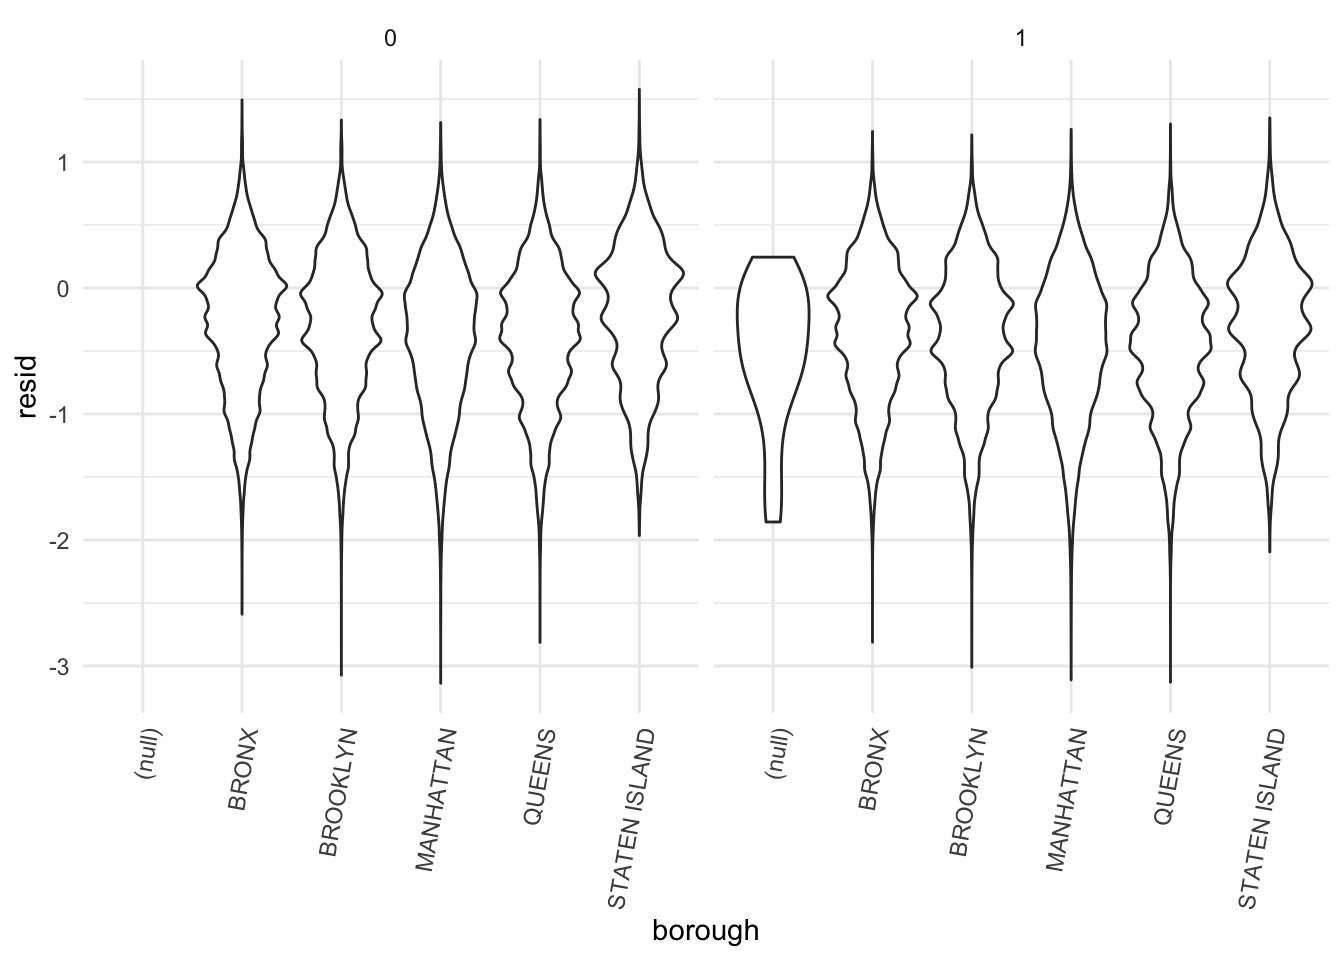 0 1
1
0
-1
-2
-3
resid
(null) BRONX BROOKLYN MANHATTAN QUEENS STATEN ISLAND (null) BRONX BROOKLYN MANHATTAN QUEENS STATEN ISLAND
borough